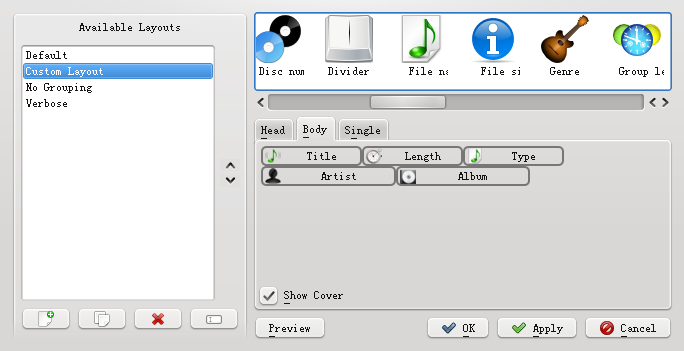 Available Layouts
Default
Custom Layout
No Grouping
Verbose
Disc num
Divider
File na
File si
Genre
Group le
Head
Body
Single
Title
Length
Type
Artist
Album
Show Cover
Preview
OK
Apply
Cancel